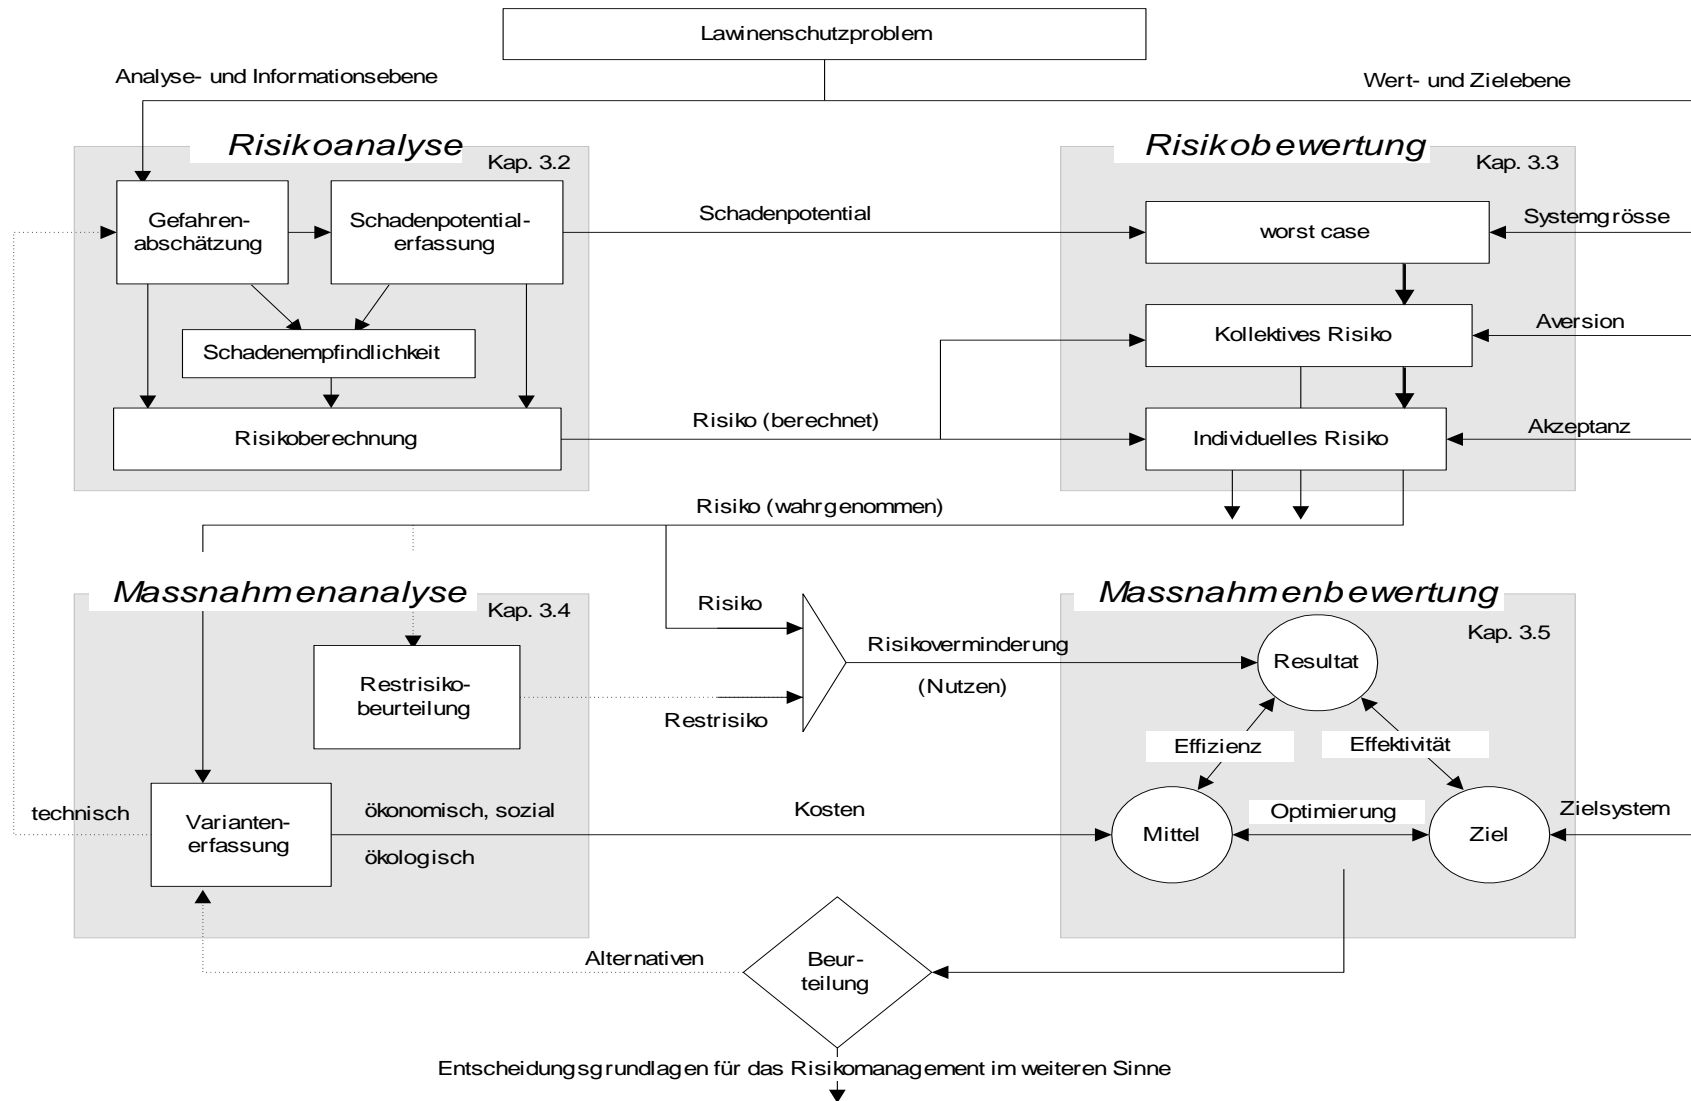 Lawinenschutzproblem
Analyse- und Informationsebene
Wert- und Zielebene
Risikoanalyse
Kap. 3.2
Risikobewertung
Kap. 3.3
Gefahren-
abschätzung
Schadenpotential-
erfassung
Schadenpotential
worst case
Systemgrösse
Schadenempfindlichkeit
Kollektives Risiko
Aversion
Risikoberechnung
Risiko (berechnet)
Individuelles Risiko
Akzeptanz
Risiko (wahrgenommen)
Massnahmenanalyse
Kap. 3.4
Massnahmenbewertung
Kap. 3.5
Risiko
Risikoverminderung
(Nutzen)
Resultat
Restrisiko-
beurteilung
Restrisiko
Effizienz
Effektivität
technisch
Varianten-
erfassung
ökonomisch, sozial
ökologisch
Kosten
Mittel
Optimierung
Ziel
Zielsystem
Alternativen
Beur-
teilung
Entscheidungsgrundlagen für das Risikomanagement im weiteren Sinne